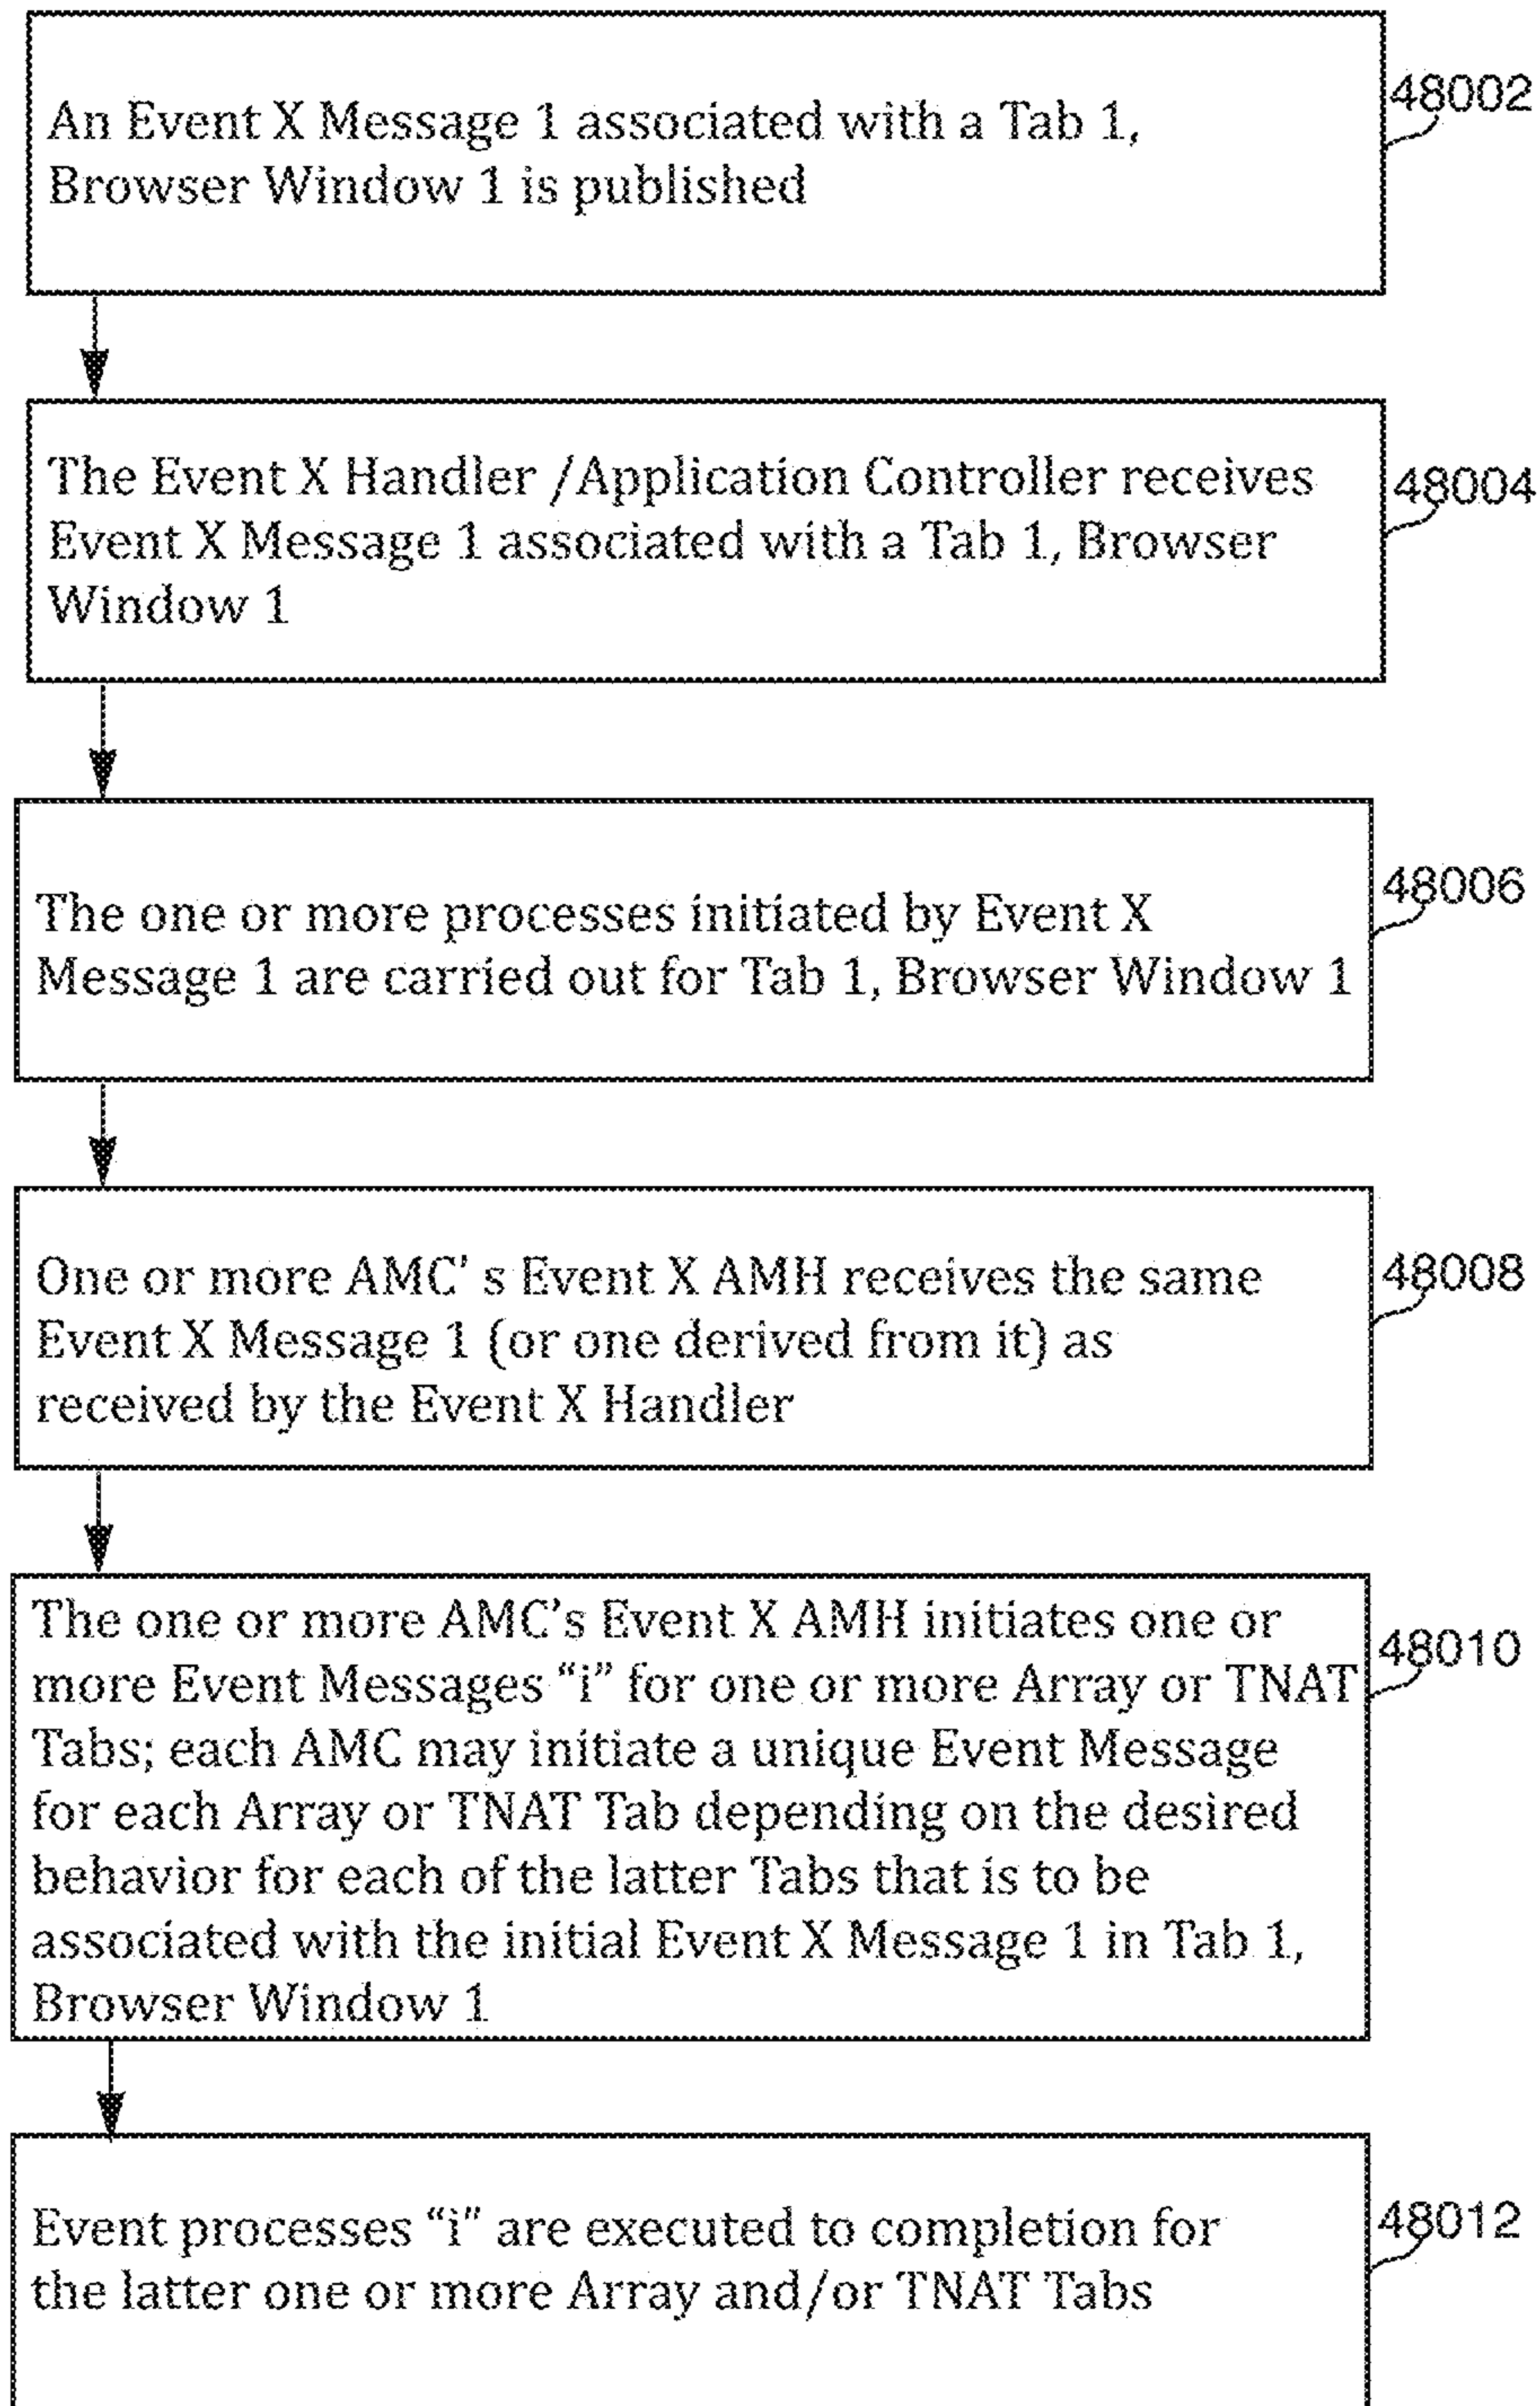 An Event X Message 1 associated with a Tab 1,
Browser Window 1 is published
48002
The Event X Handler /Application Controller receives
Event X Message 1 associated with a Tab 1, Browser
Window 1
48004
The one or more processes initiated by Event X
Message 1 are carried out for Tab 1, Browser Window 1
48006
One or more AMC' s Event X AMH receives the same
Event X Message 1 (or one derived from it) as
received by the Event X Handler
48008
The one or more AMC’s Event X AMH initiates one or
more Event Messages “i” for one or more Array or TNAT
Tabs; each AMC may initiate a unique Event Message
for each Array or TNAT Tab depending on the desired
behavior for each of the latter Tabs that is to be
associated with the initial Event X Message 1 in Tab 1,
Browser Window 1
48010
Event processes “i” are executed to completion for
the latter one or more Array and/or TNAT Tabs
48012